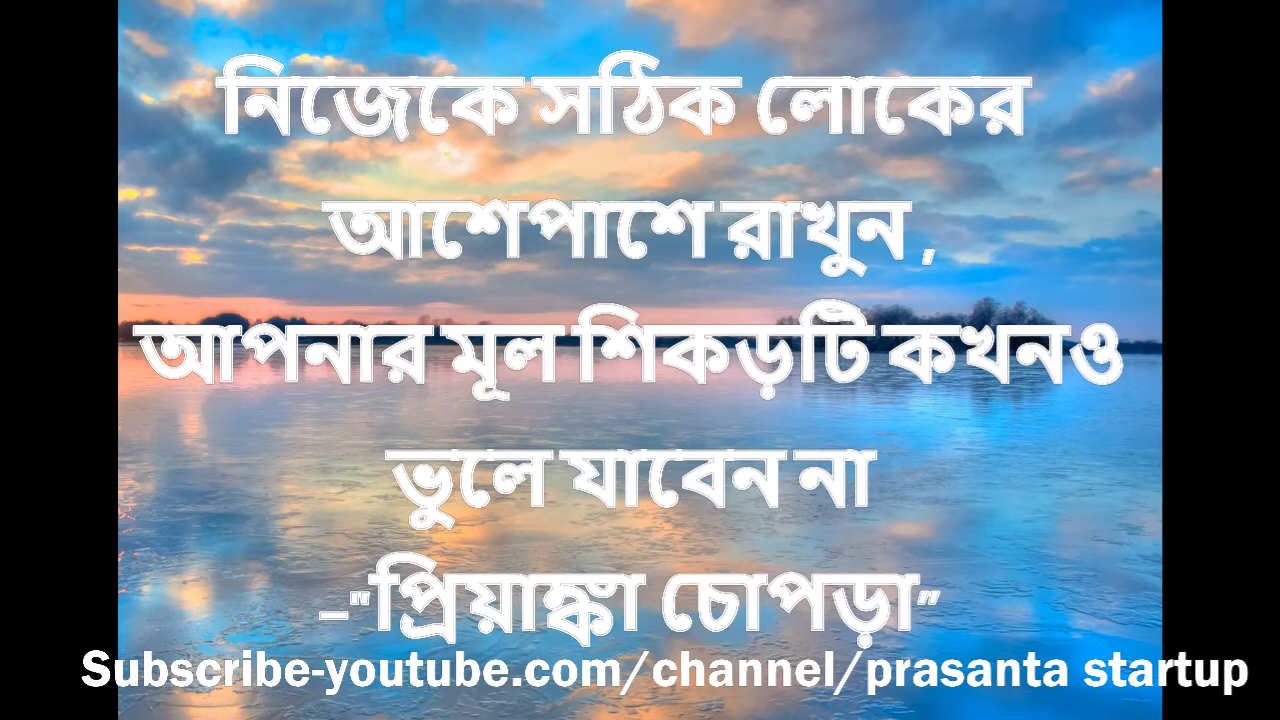 নিজেকে সঠিক লোকের
আশেপাশে রাখুন ,
আপনার মূল শিকড়টি কখনও
ভুলে যাবেন না
–"প্রিয়াঙ্কা চোপড়া"
Subscribe-youtube.com/channel/prasanta startup